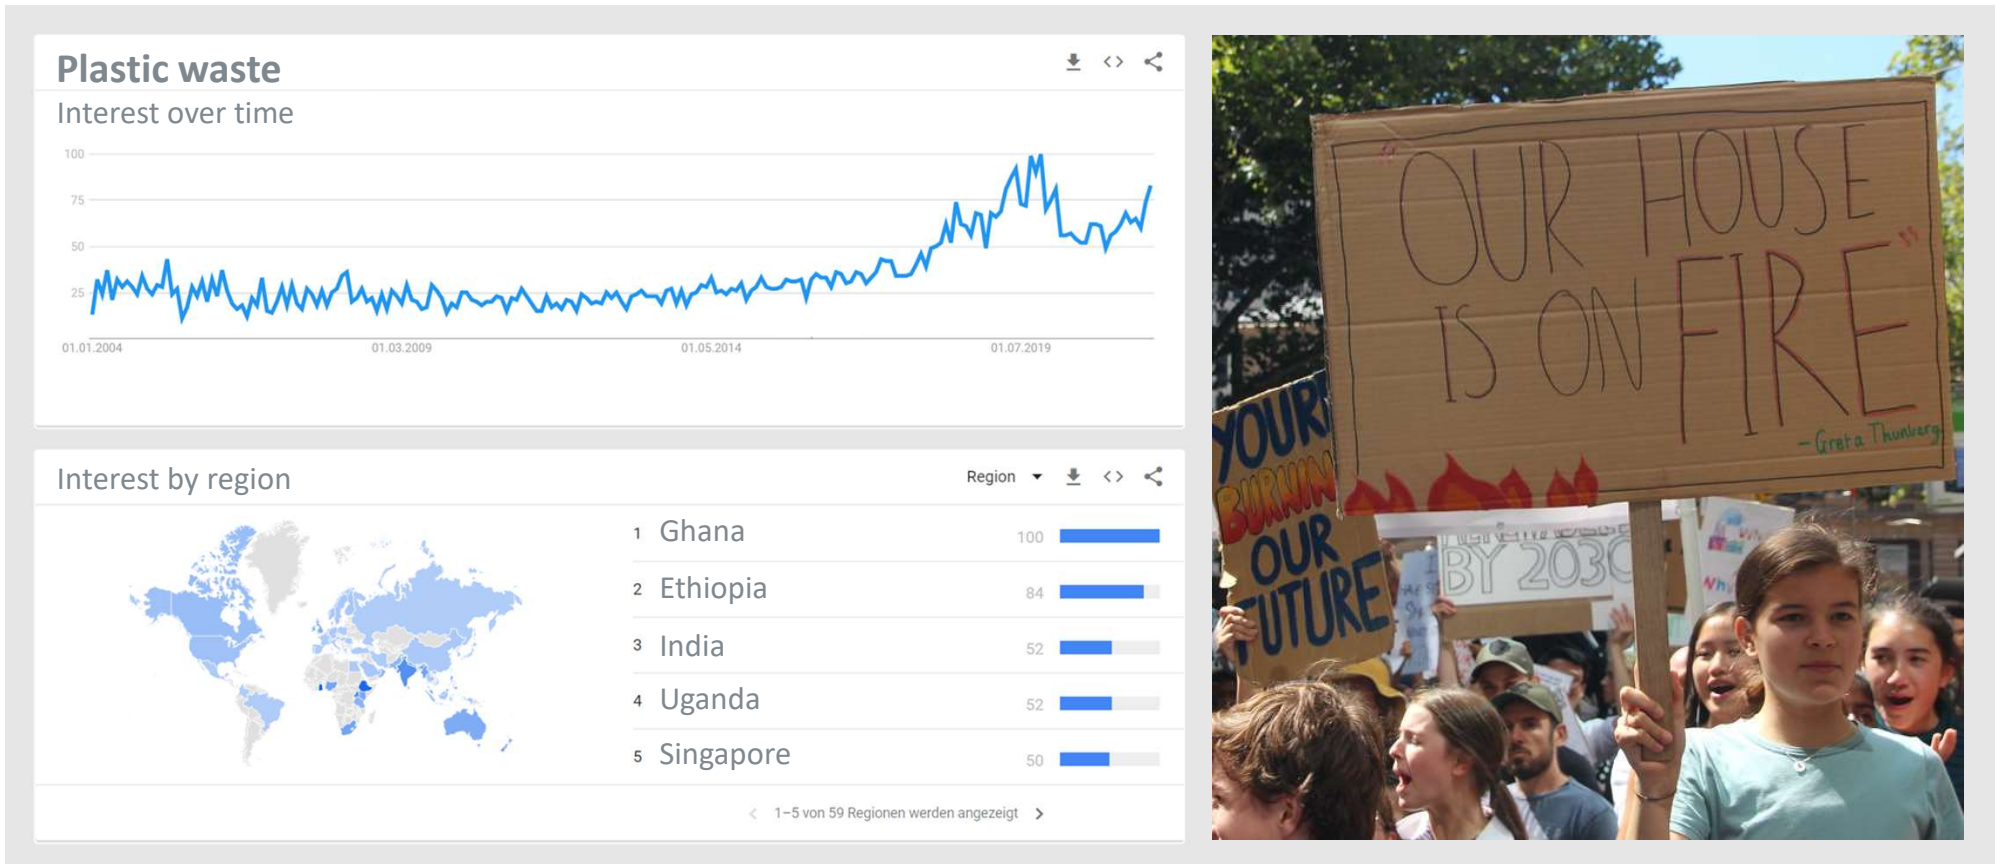 Plastic waste
Interest over time
100
75
50
25
01.01.2004
01.03.2009
01.05.2014
01.07.2019
Interest by region
Region
1 Ghana 100
2 Ethiopia 84
3 India 52
4 Uganda 52
5 Singapore 50
1–5 von 59 Regionen werden angezeigt
"OUR HOUSE
IS ON FIRE"
- Greta Thunberg
YOUR
BURNIN
OUR
FUTURE
BY 2030